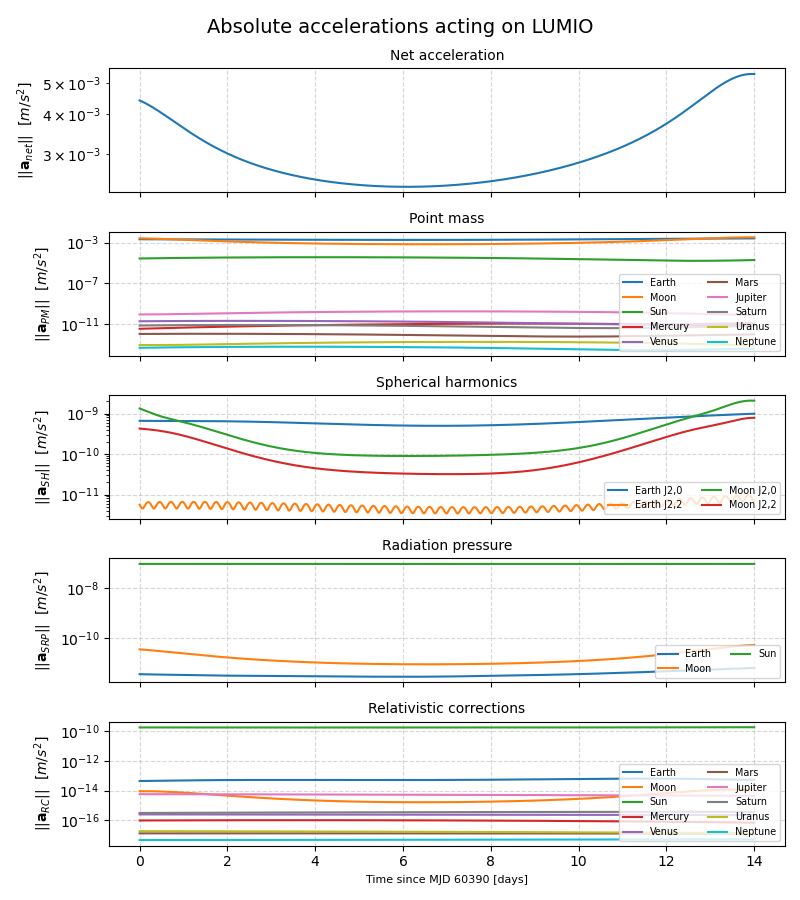 Absolute accelerations acting on LUMIO
Net acceleration
5 × 10⁻³
4 × 10⁻³
3 × 10⁻³
||a_net|| [m/s²]
Point mass
10⁻³
10⁻⁷
10⁻¹¹
||a_PM|| [m/s²]
Earth Mars
Moon Jupiter
Sun Saturn
Mercury Uranus
Venus Neptune
Spherical harmonics
10⁻⁹
10⁻¹⁰
10⁻¹¹
||a_SH|| [m/s²]
Earth J2,0 Moon J2,0
Earth J2,2 Moon J2,2
Radiation pressure
10⁻⁸
10⁻¹⁰
||a_SRP|| [m/s²]
Earth Sun
Moon
Relativistic corrections
10⁻¹⁰
10⁻¹²
10⁻¹⁴
10⁻¹⁶
||a_RC|| [m/s²]
Earth Mars
Moon Jupiter
Sun Saturn
Mercury Uranus
Venus Neptune
0 2 4 6 8 10 12 14
Time since MJD 60390 [days]